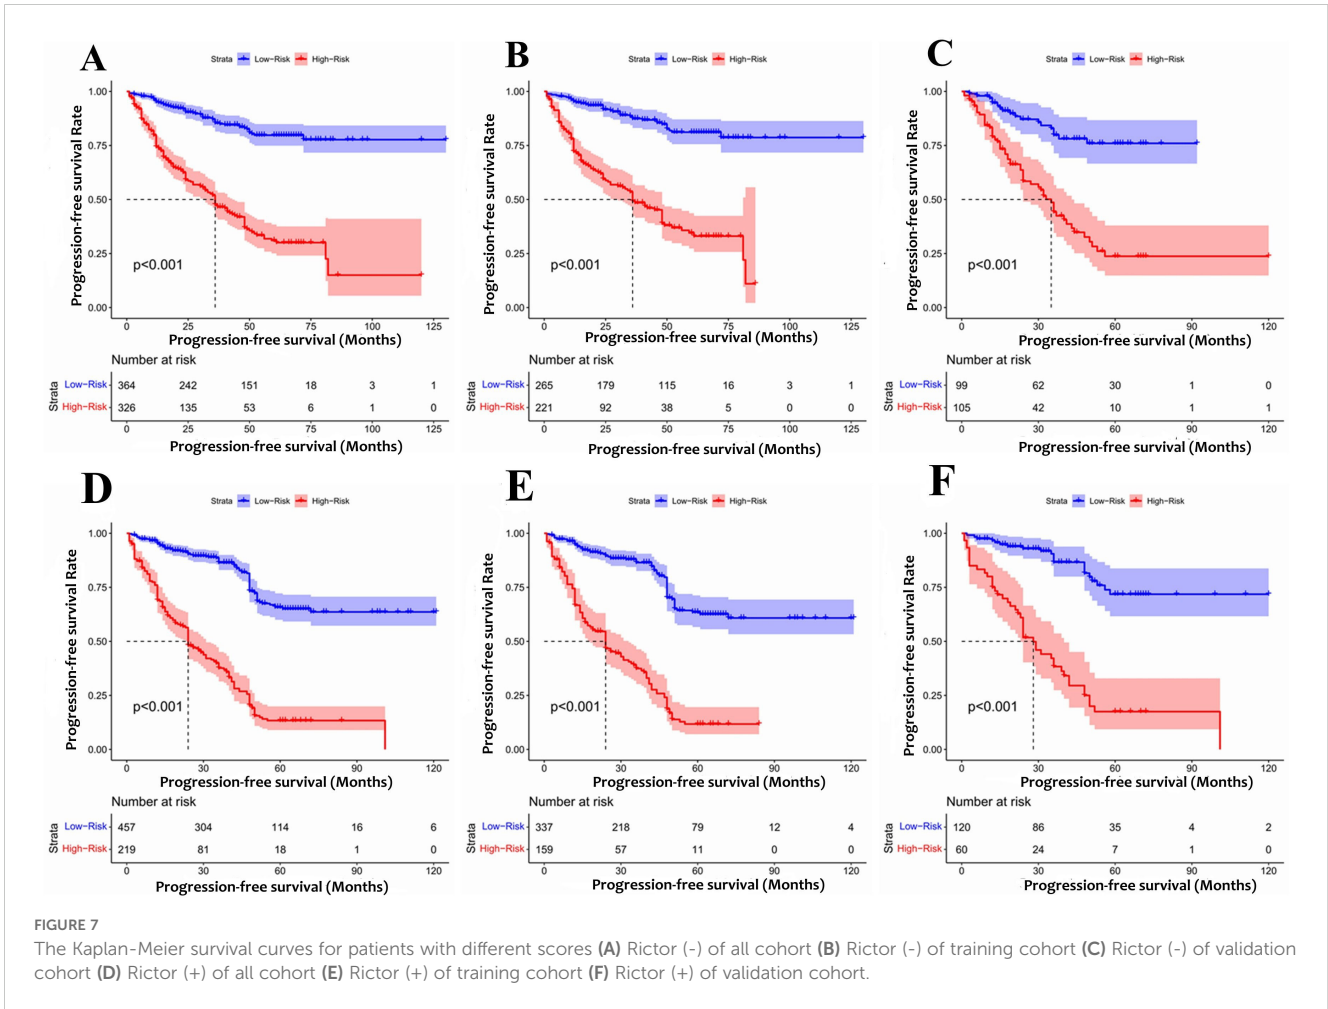 A
Strata Low-Risk High-Risk
Progression-free survival Rate
1.00
0.75
0.50
0.25
0.00
p<0.001
0 25 50 75 100 125
Progression-free survival (Months)
Number at risk
Strata
Low-Risk 364 242 151 18 3 1
High-Risk 326 135 53 6 1 0
0 25 50 75 100 125
Progression-free survival (Months)
B
Strata Low-Risk High-Risk
Progression-free survival Rate
1.00
0.75
0.50
0.25
0.00
p<0.001
0 25 50 75 100 125
Progression-free survival (Months)
Number at risk
Strata
Low-Risk 265 179 115 16 3 1
High-Risk 221 92 38 5 0 0
0 25 50 75 100 125
Progression-free survival (Months)
C
Strata Low-Risk High-Risk
Progression-free survival Rate
1.00
0.75
0.50
0.25
0.00
p<0.001
0 30 60 90 120
Progression-free survival (Months)
Number at risk
Strata
Low-Risk 99 62 30 1 0
High-Risk 105 42 10 1 1
0 30 60 90 120
Progression-free survival (Months)
D
Strata Low-Risk High-Risk
Progression-free survival Rate
1.00
0.75
0.50
0.25
0.00
p<0.001
0 30 60 90 120
Progression-free survival (Months)
Number at risk
Strata
Low-Risk 457 304 114 16 6
High-Risk 219 81 18 1 0
0 30 60 90 120
Progression-free survival (Months)
E
Strata Low-Risk High-Risk
Progression-free survival Rate
1.00
0.75
0.50
0.25
0.00
p<0.001
0 30 60 90 120
Progression-free survival (Months)
Number at risk
Strata
Low-Risk 337 218 79 12 4
High-Risk 159 57 11 0 0
0 30 60 90 120
Progression-free survival (Months)
F
Strata Low-Risk High-Risk
Progression-free survival Rate
1.00
0.75
0.50
0.25
0.00
p<0.001
0 30 60 90 120
Progression-free survival (Months)
Number at risk
Strata
Low-Risk 120 86 35 4 2
High-Risk 60 24 7 1 0
0 30 60 90 120
Progression-free survival (Months)
FIGURE 7
The Kaplan-Meier survival curves for patients with different scores (A) Rictor (-) of all cohort (B) Rictor (-) of training cohort (C) Rictor (-) of validation
cohort (D) Rictor (+) of all cohort (E) Rictor (+) of training cohort (F) Rictor (+) of validation cohort.